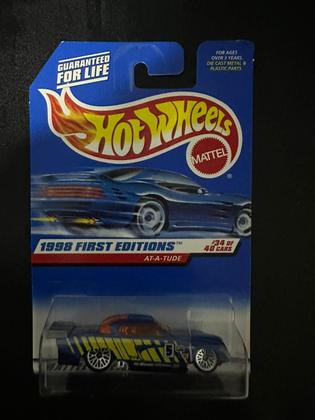 GUARANTEED
FOR LIFE
FOR AGES
OVER 3 YEARS.
DIE CAST METAL &
PLASTIC PARTS.
Hot Wheels
MATTEL
1998 FIRST EDITIONS™
#34 OF
40 CARS
AT-A-TUDE